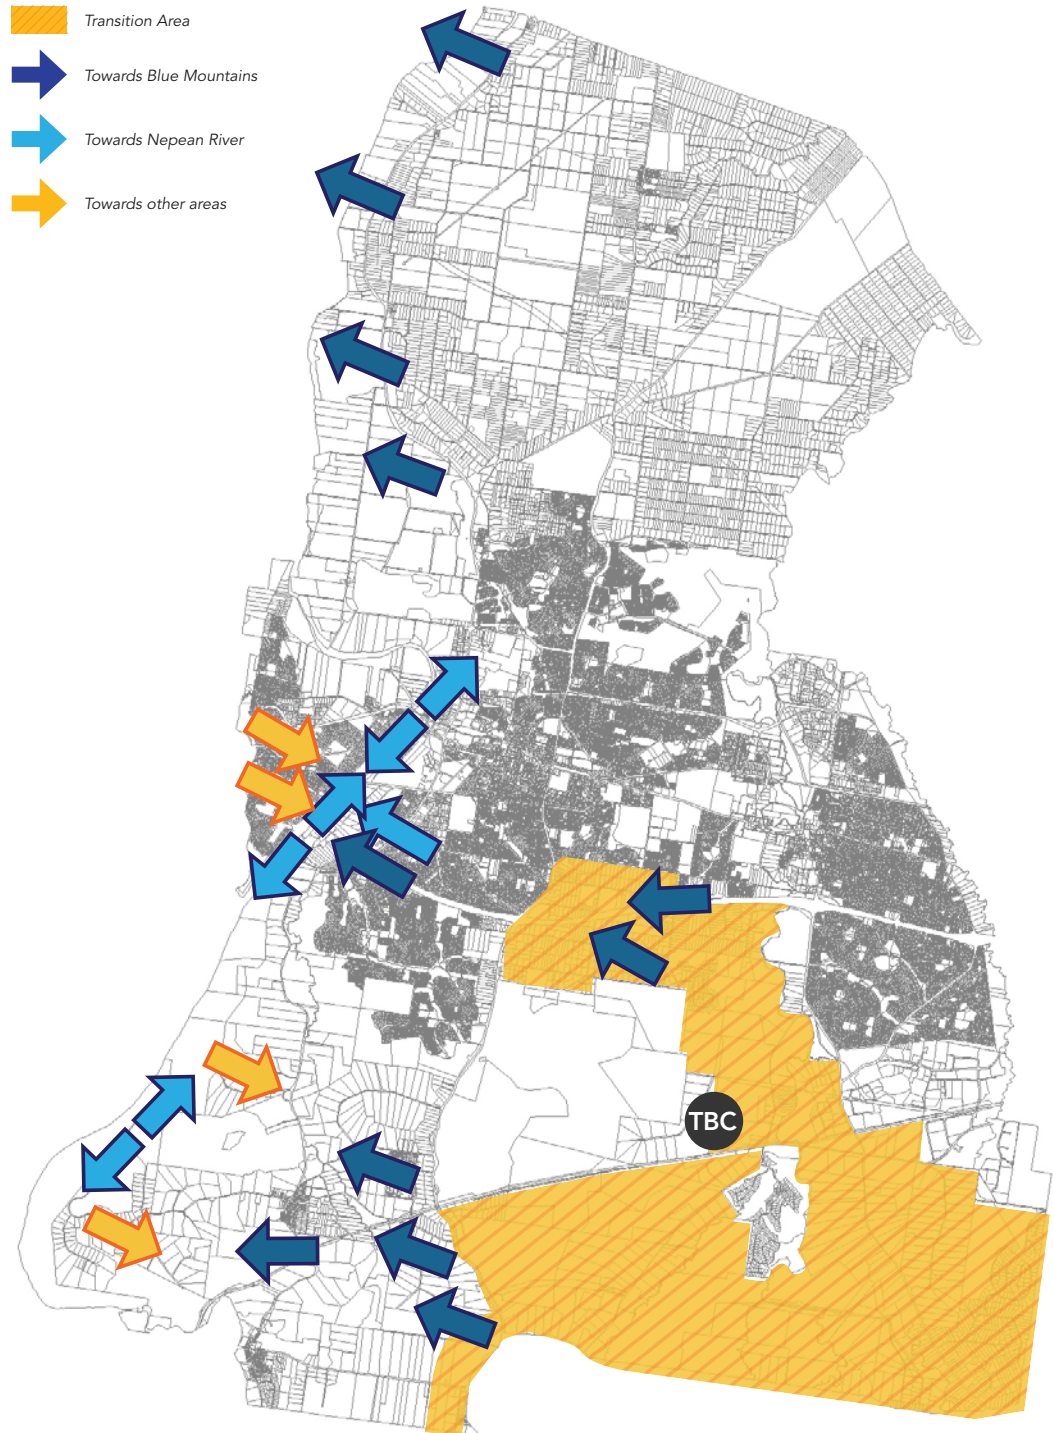 Transition Area
Towards Blue Mountains
Towards Nepean River
Towards other areas
TBC